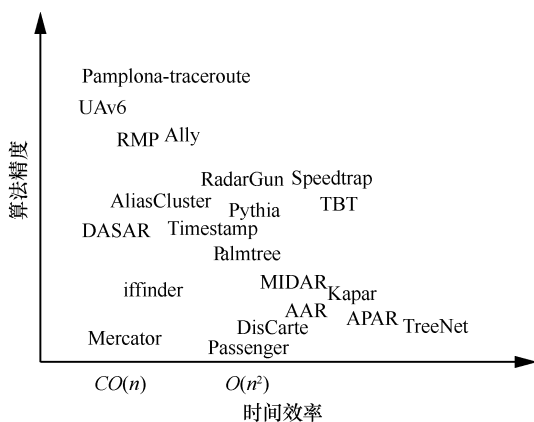 Pamplona-traceroute
UAv6
RMP Ally
RadarGun Speedtrap
AliasCluster Pythia TBT
DASAR Timestamp
Palmtree
iffinder MIDAR Kapar
AAR APAR TreeNet
DisCarte
Mercator Passenger
算法精度
CO(n) O(n²)
时间效率